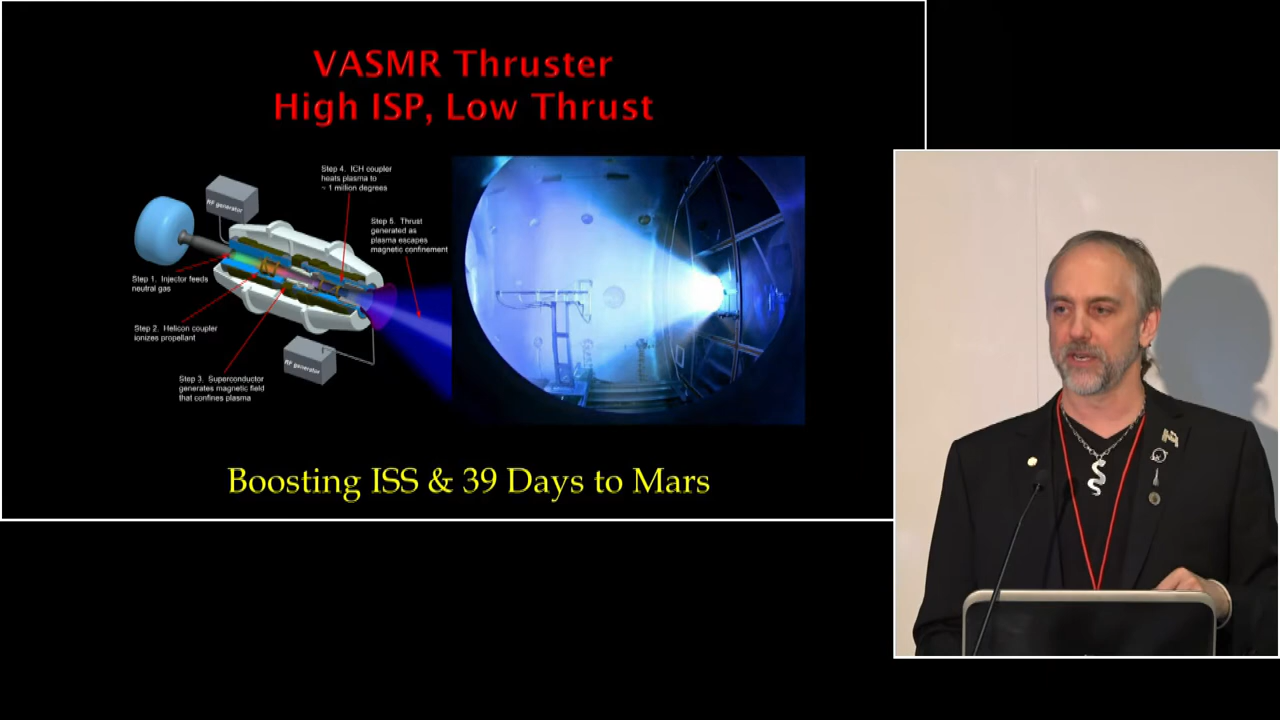 VASMR Thruster
High ISP, Low Thrust
Step 4. ICH coupler
heats plasma to
~ 1 million degrees
RF generator
Step 5. Thrust
generated as
plasma escapes
magnetic confinement
Step 1. Injector feeds
neutral gas
Step 2. Helicon coupler
ionizes propellant
RF generator
Step 3. Superconductor
generates magnetic field
that confines plasma
Boosting ISS & 39 Days to Mars